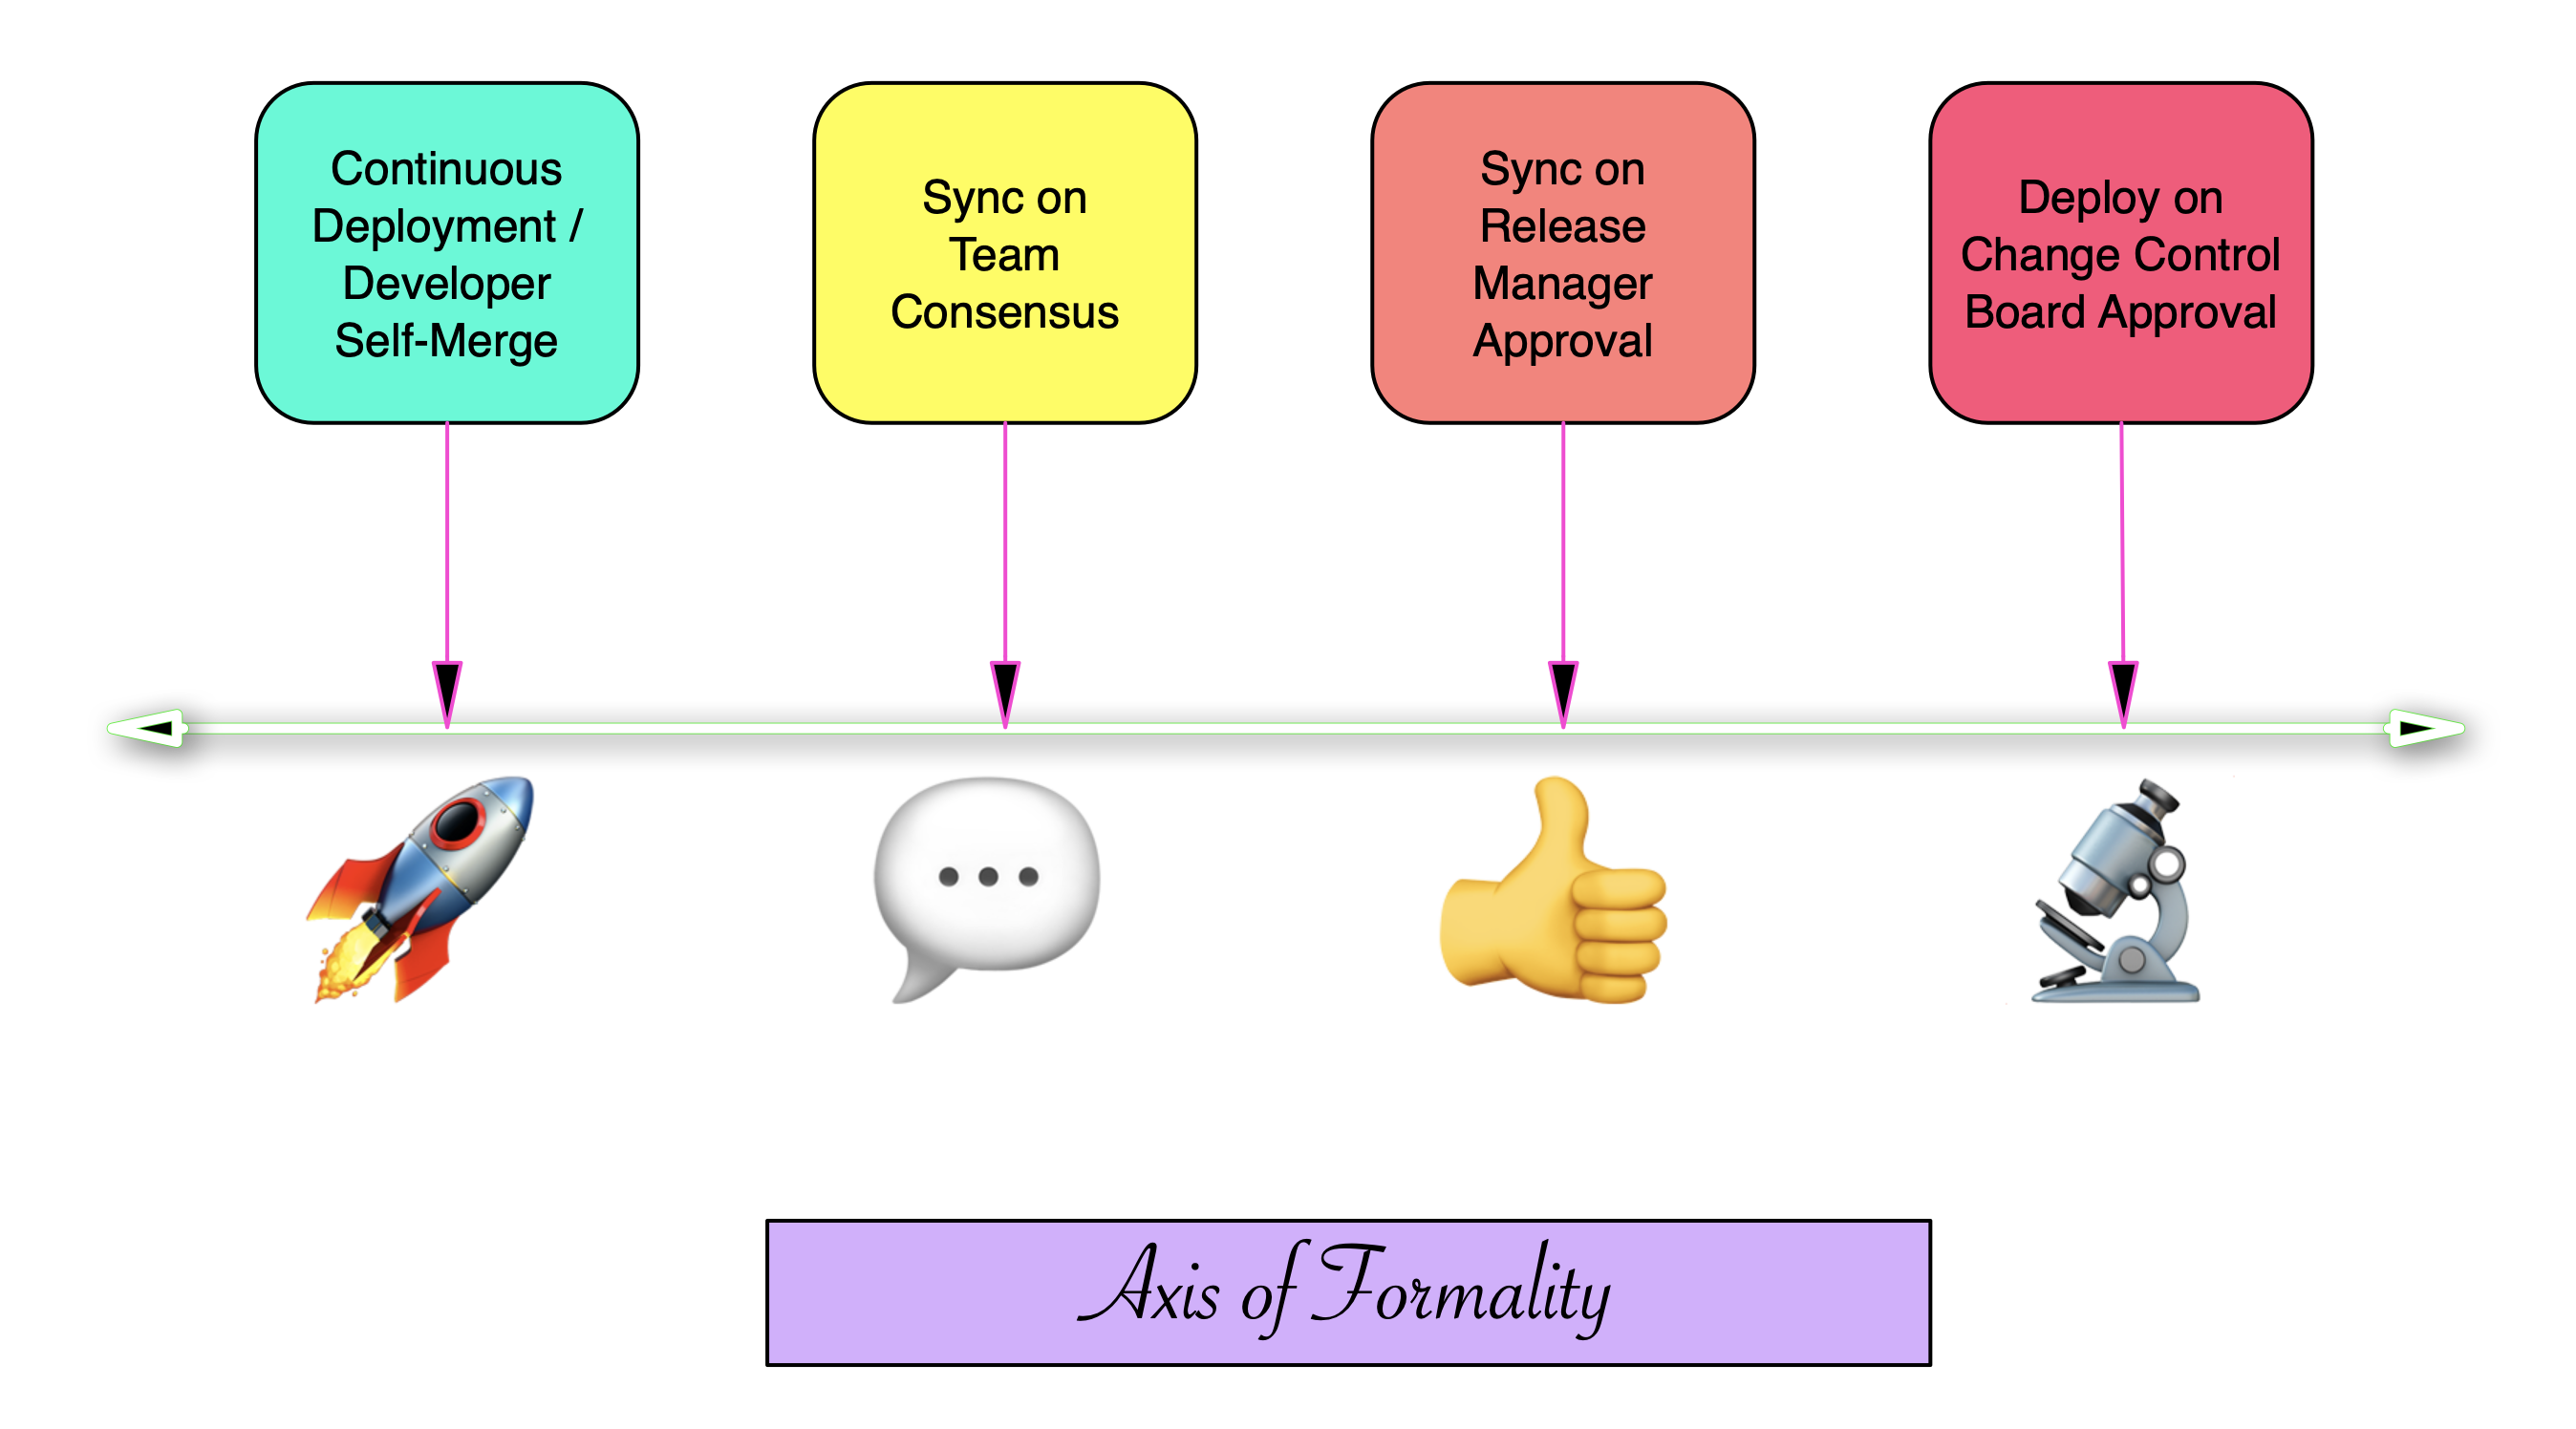 Continuous
Deployment /
Developer
Self-Merge
Sync on
Team
Consensus
Sync on
Release
Manager
Approval
Deploy on
Change Control
Board Approval
Axis of Formality